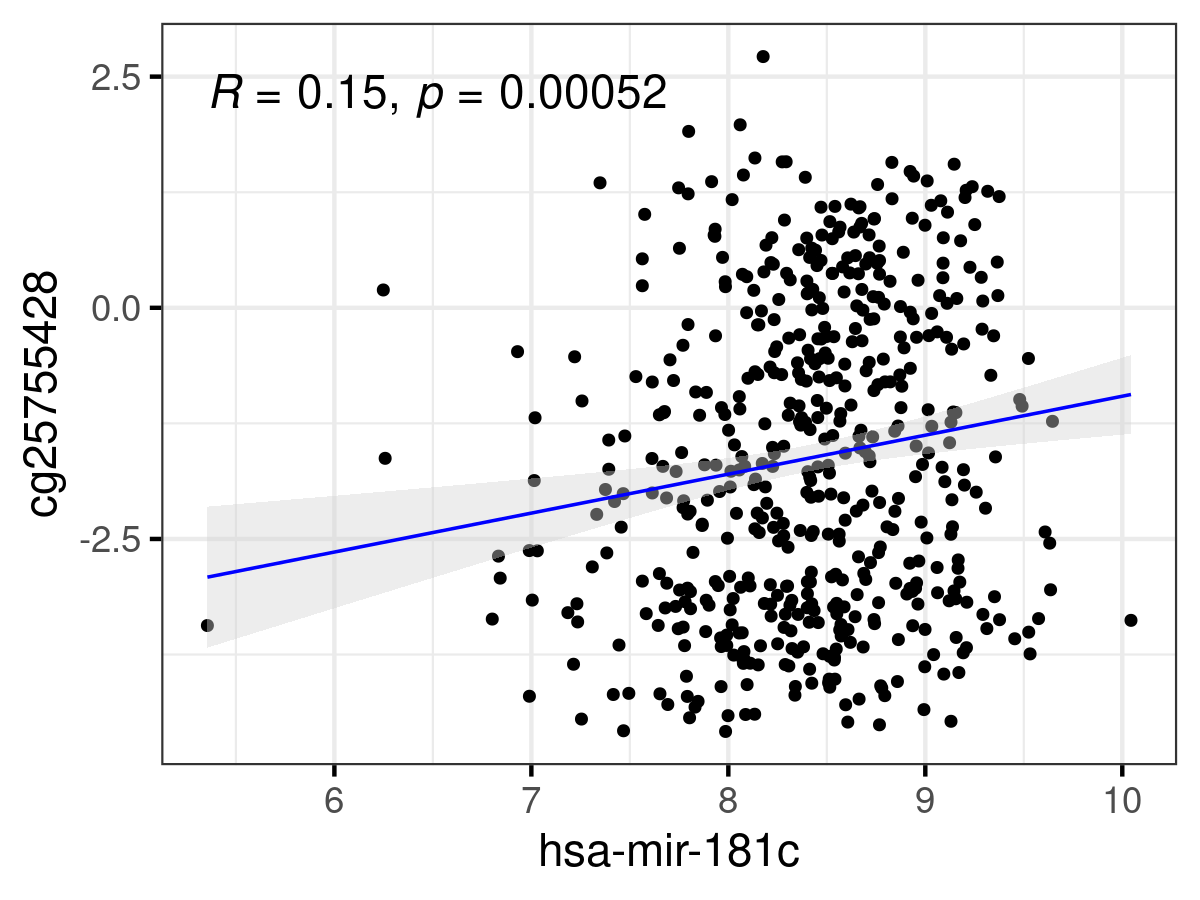 R = 0.15, p = 0.00052
2.5
0.0
-2.5
cg25755428
6 7 8 9 10
hsa-mir-181c